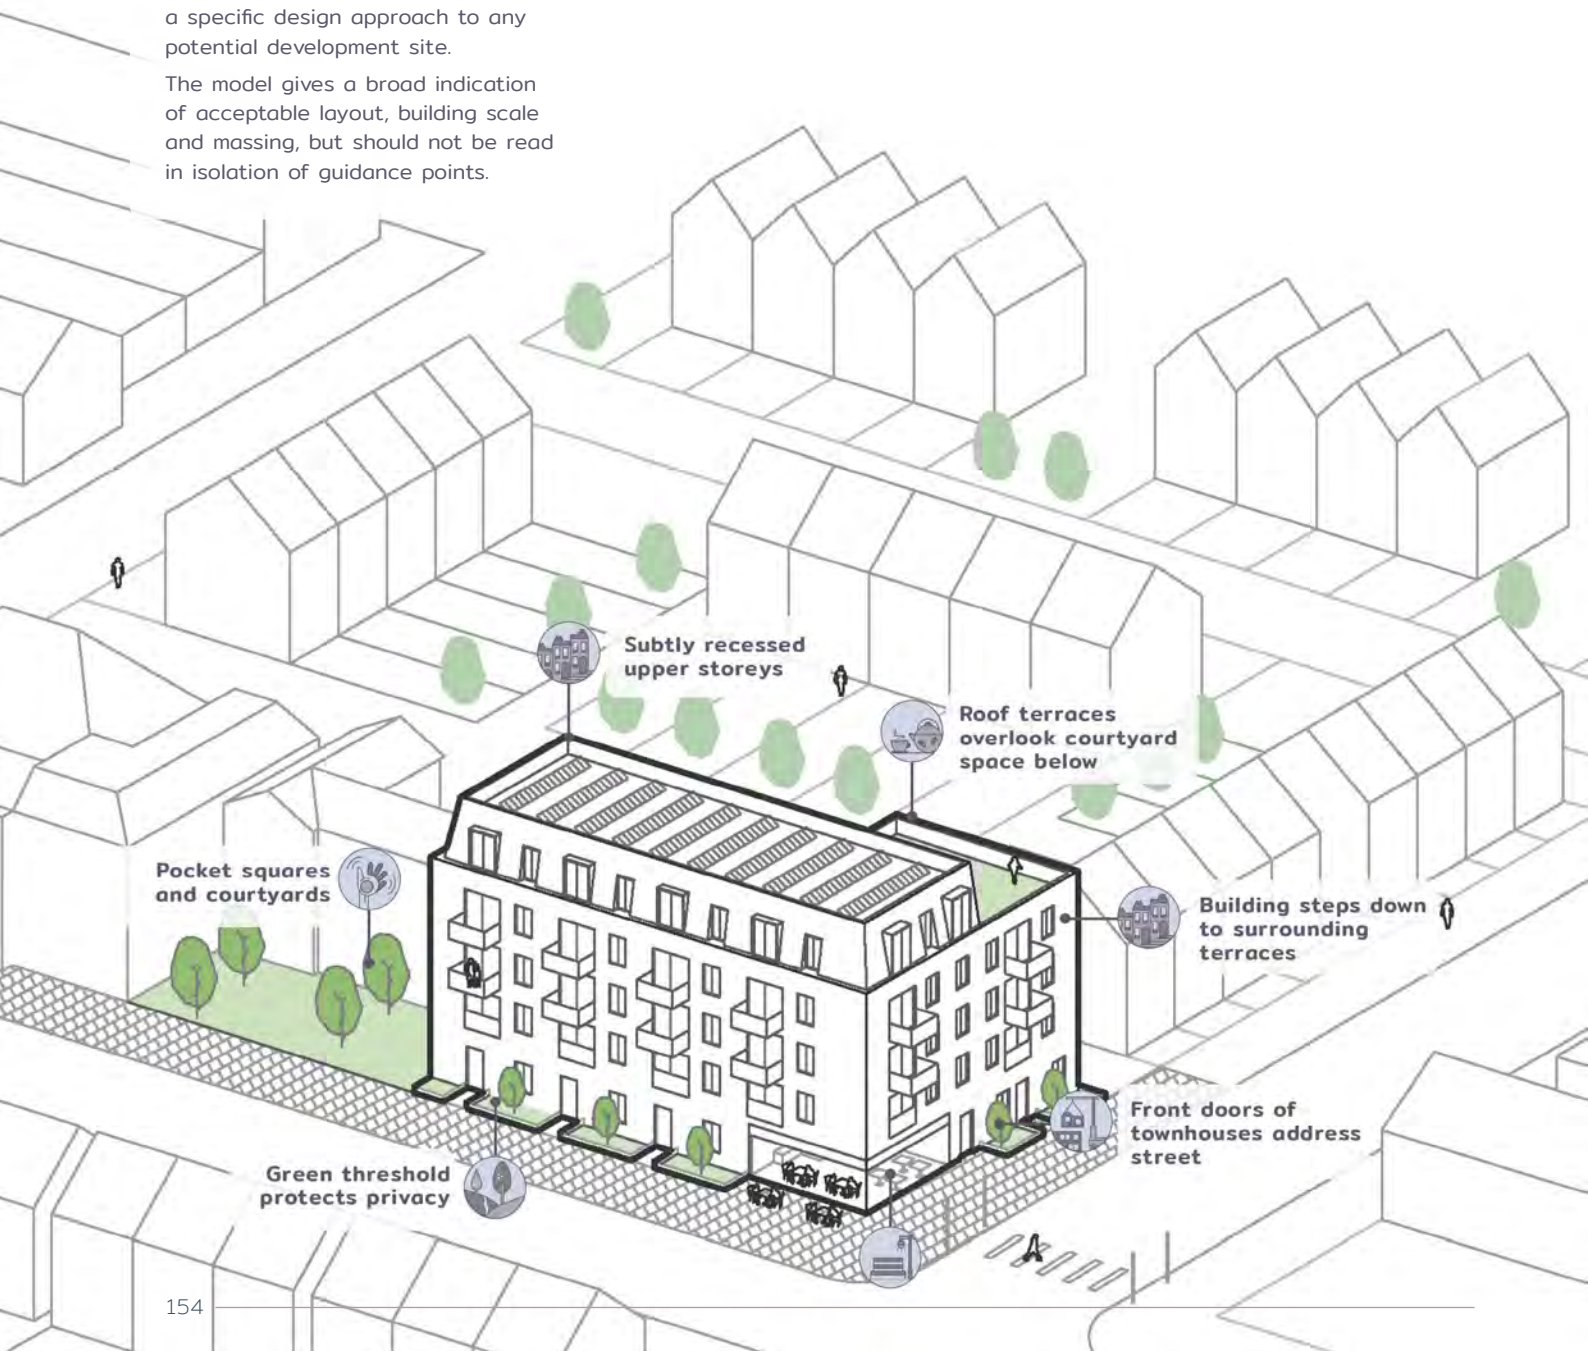 a specific design approach to any
potential development site.
The model gives a broad indication
of acceptable layout, building scale
and massing, but should not be read
in isolation of guidance points.
Subtly recessed
upper storeys
Roof terraces
overlook courtyard
space below
Pocket squares
and courtyards
Building steps down
to surrounding
terraces
Front doors of
townhouses address
street
Green threshold
protects privacy
154